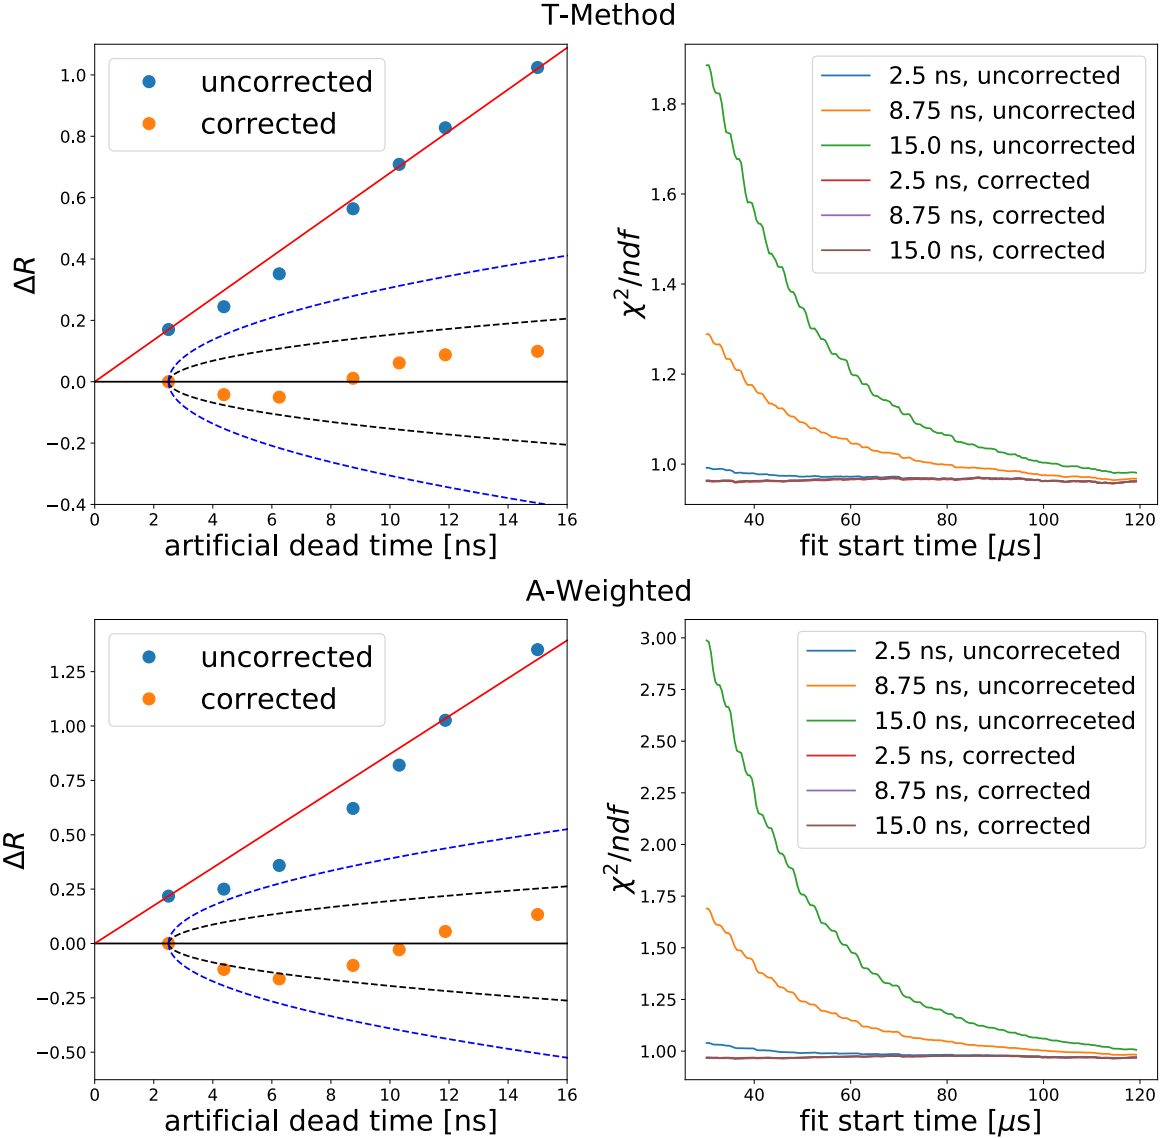 T-Method
uncorrected
corrected
ΔR
1.0
0.8
0.6
0.4
0.2
0.0
−0.2
−0.4
0 2 4 6 8 10 12 14 16
artificial dead time [ns]
2.5 ns, uncorrected
8.75 ns, uncorrected
15.0 ns, uncorrected
2.5 ns, corrected
8.75 ns, corrected
15.0 ns, corrected
χ²/ndf
1.8
1.6
1.4
1.2
1.0
40 60 80 100 120
fit start time [μs]
A-Weighted
uncorrected
corrected
ΔR
1.25
1.00
0.75
0.50
0.25
0.00
−0.25
−0.50
0 2 4 6 8 10 12 14 16
artificial dead time [ns]
2.5 ns, uncorreceted
8.75 ns, uncorreceted
15.0 ns, uncorreceted
2.5 ns, corrected
8.75 ns, corrected
15.0 ns, corrected
χ²/ndf
3.00
2.75
2.50
2.25
2.00
1.75
1.50
1.25
1.00
40 60 80 100 120
fit start time [μs]